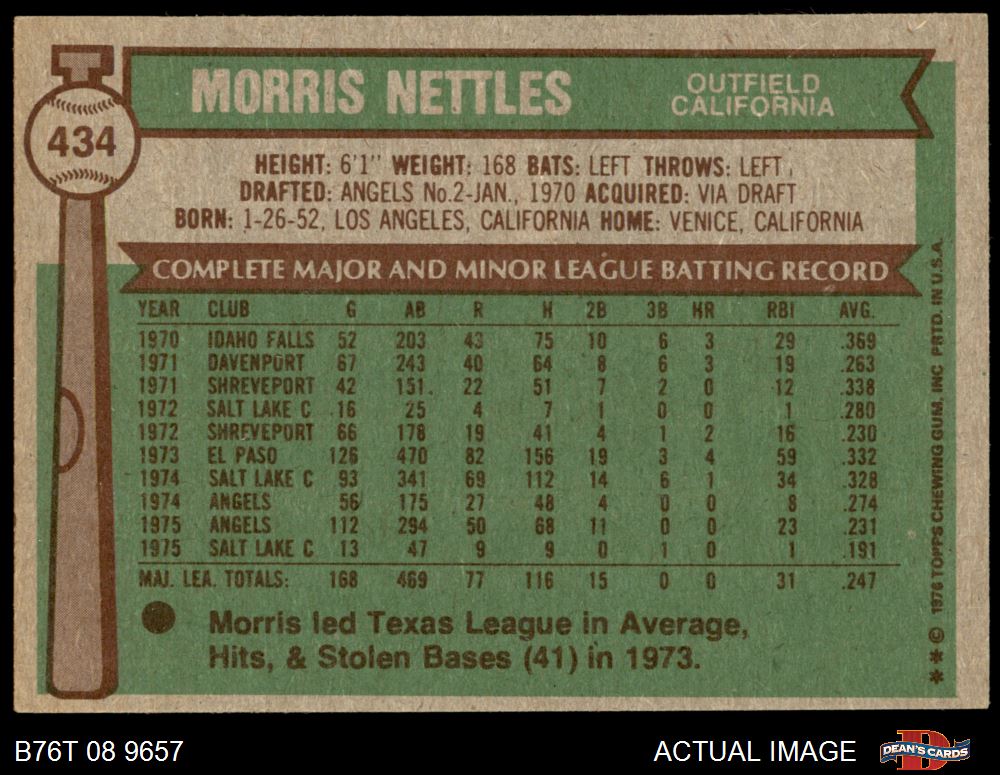 MORRIS NETTLES
OUTFIELD
CALIFORNIA
434
HEIGHT: 6'1" WEIGHT: 168 BATS: LEFT THROWS: LEFT
DRAFTED: ANGELS No.2-JAN., 1970 ACQUIRED: VIA DRAFT
BORN: 1-26-52, LOS ANGELES, CALIFORNIA HOME: VENICE, CALIFORNIA
COMPLETE MAJOR AND MINOR LEAGUE BATTING RECORD
YEAR CLUB G AB R H 2B 3B HR RBI AVG.
1970 IDAHO FALLS 52 203 43 75 10 6 3 29 .369
1971 DAVENPORT 67 243 40 64 8 6 3 19 .263
1971 SHREVEPORT 42 151 22 51 7 2 0 12 .338
1972 SALT LAKE C 16 25 4 7 1 0 0 1 .280
1972 SHREVEPORT 66 178 19 41 4 1 2 16 .230
1973 EL PASO 126 470 82 156 19 3 4 59 .332
1974 SALT LAKE C 93 341 69 112 14 6 1 34 .328
1974 ANGELS 56 175 27 48 4 0 0 8 .274
1975 ANGELS 112 294 50 68 11 0 0 23 .231
1975 SALT LAKE C 13 47 9 9 0 1 0 1 .191
MAJ. LEA. TOTALS: 168 469 77 116 15 0 0 31 .247
Morris led Texas League in Average,
Hits, & Stolen Bases (41) in 1973.
**© 1976 TOPPS CHEWING GUM, INC PRTD. IN U.S.A.
B76T 08 9657
ACTUAL IMAGE
D
DEAN'S CARDS